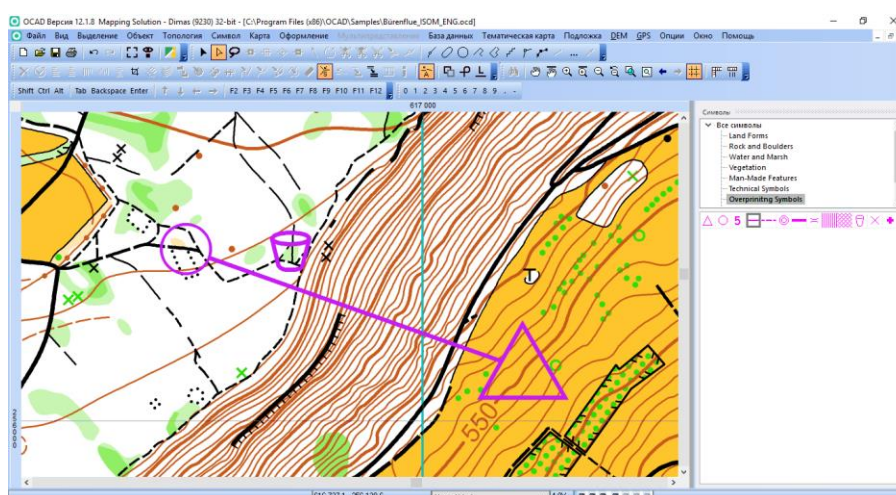 OCAD Версия 12.1.8 Mapping Solution - Dimas (9230) 32-bit - [C:\Program Files (x86)\OCAD\Samples\Bürenflue_ISOM_ENG.ocd]
Файл Вид Выделение Объект Топология Символ Карта Оформление Мультипредставление База данных Тематическая карта Подложка DEM GPS Опции Окно Помощь
Shift Ctrl Alt Tab Backspace Enter F2 F3 F4 F5 F6 F7 F8 F9 F10 F11 F12 0 1 2 3 4 5 6 7 8 9 . -
617 000
Символы
Все символы
Land Forms
Rock and Boulders
Water and Marsh
Vegetation
Man-Made Features
Technical Symbols
Overprinitng Symbols
5
550